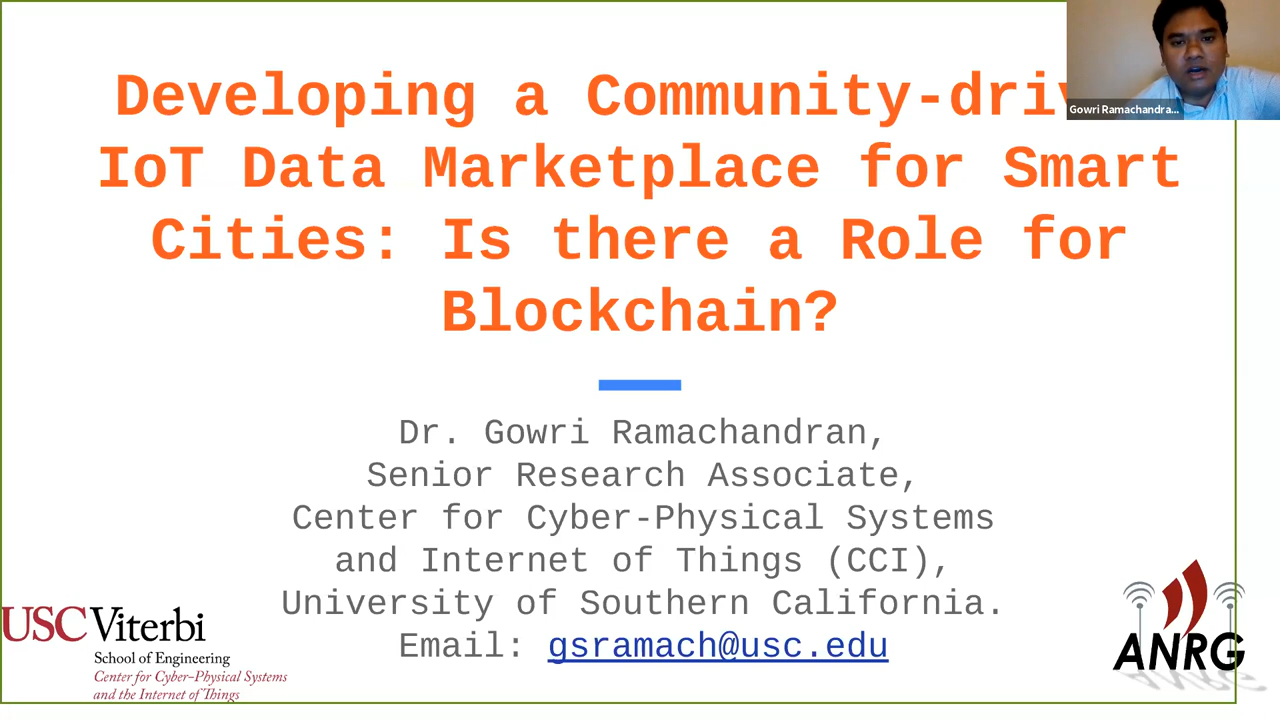 Developing a Community-driv
IoT Data Marketplace for Smart
Cities: Is there a Role for
Blockchain?
Gowri Ramachandra...
Dr. Gowri Ramachandran,
Senior Research Associate,
Center for Cyber-Physical Systems
and Internet of Things (CCI),
University of Southern California.
Email: gsramach@usc.edu
USC Viterbi
School of Engineering
Center for Cyber-Physical Systems
and the Internet of Things
ANRG